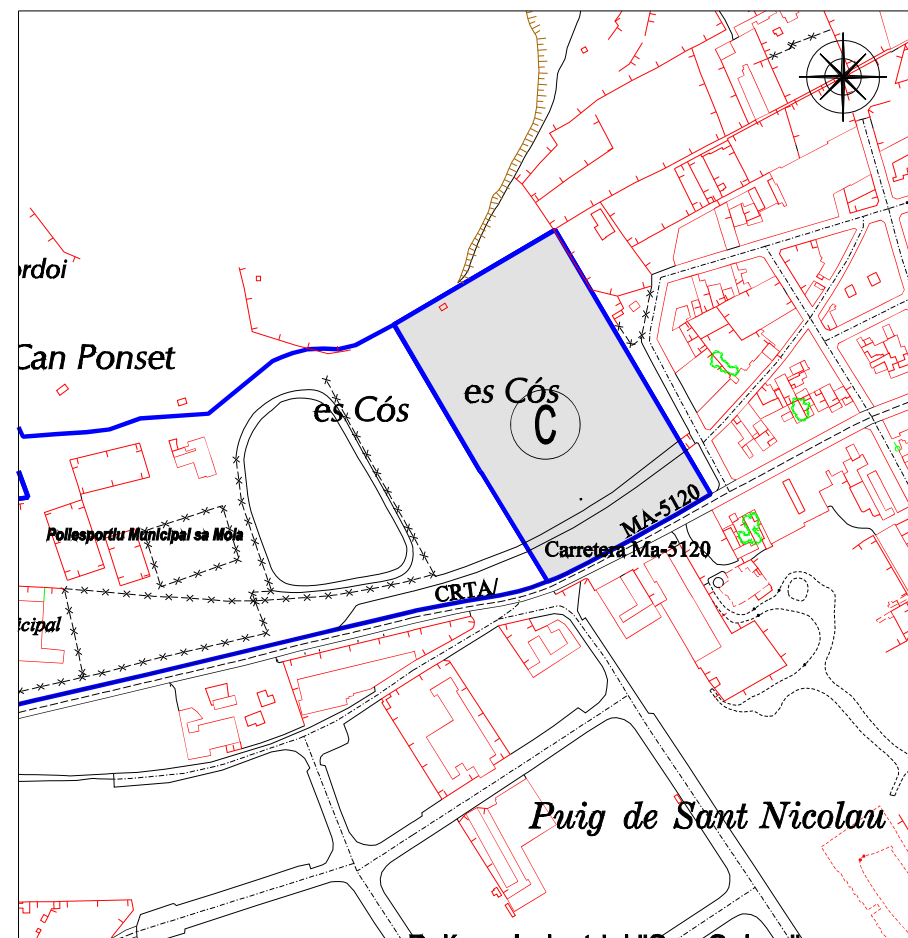 ordoi
Can Ponset
es Cós
es Cós
C
MA-5120
Poliesportiu Municipal sa Mola
Carretera Ma-5120
CRTA/
icipal
Puig de Sant Nicolau